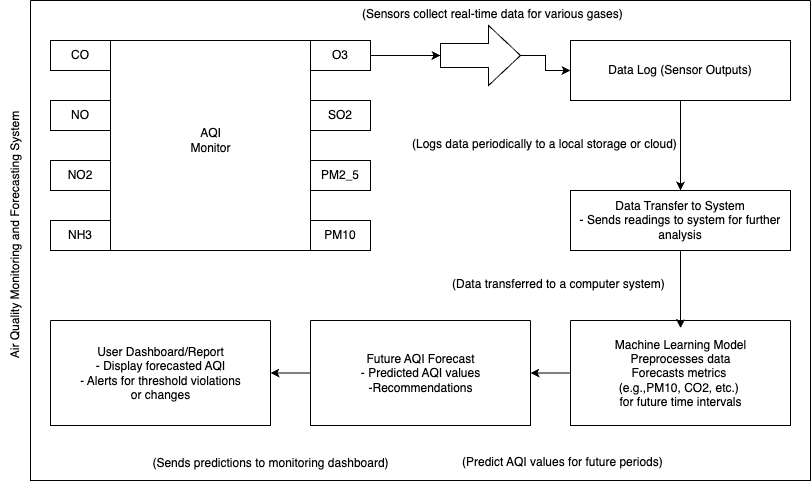 (Sensors collect real-time data for various gases)
CO
O3
Data Log (Sensor Outputs)
NO
SO2
AQI
Monitor
(Logs data periodically to a local storage or cloud)
NO2
PM2_5
NH3
PM10
Data Transfer to System
- Sends readings to system for further
analysis
(Data transferred to a computer system)
Air Quality Monitoring and Forecasting System
User Dashboard/Report
- Display forecasted AQI
- Alerts for threshold violations
or changes
Future AQI Forecast
- Predicted AQI values
-Recommendations
Machine Learning Model
Preprocesses data
Forecasts metrics
(e.g.,PM10, CO2, etc.)
for future time intervals
(Sends predictions to monitoring dashboard)
(Predict AQI values for future periods)